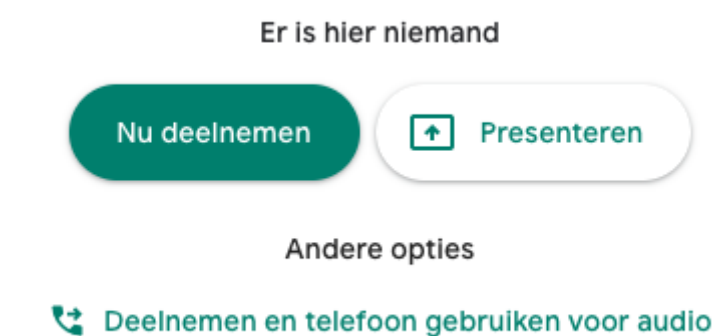 Er is hier niemand
Nu deelnemen
Presenteren
Andere opties
Deelnemen en telefoon gebruiken voor audio